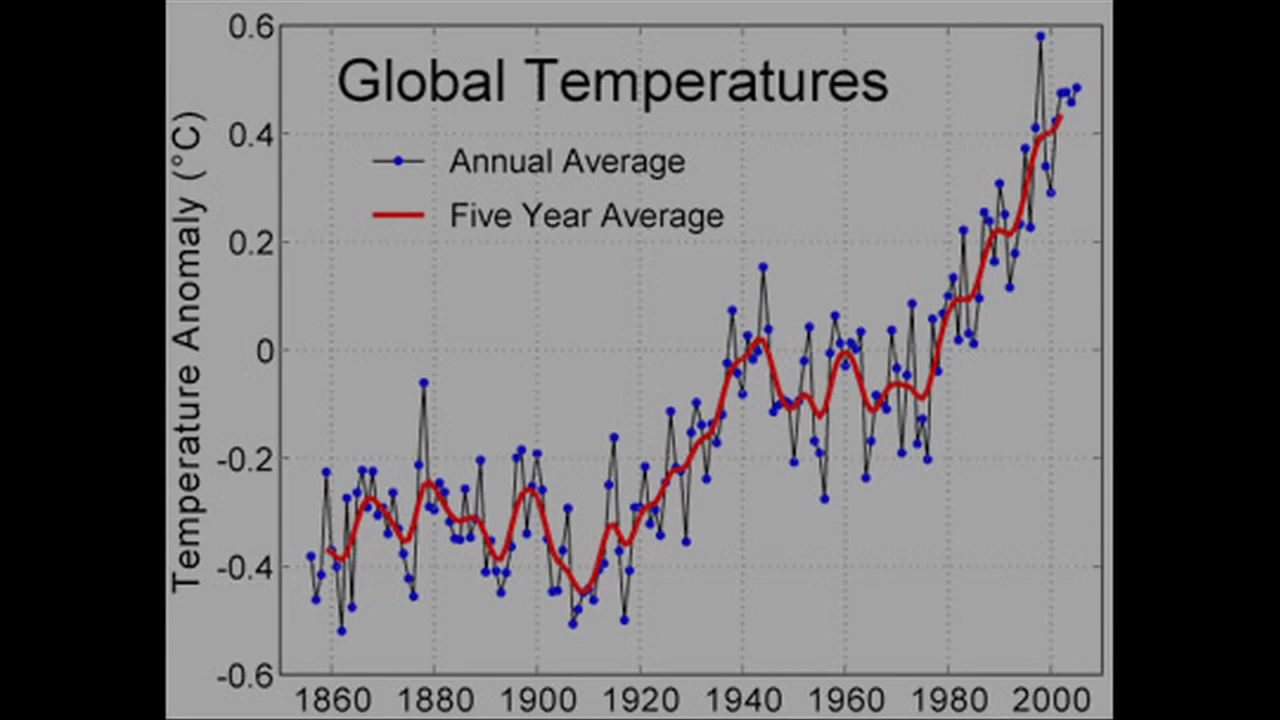 Global Temperatures
Annual Average
Five Year Average
Temperature Anomaly (°C)
0.6
0.4
0.2
0
-0.2
-0.4
-0.6
1860 1880 1900 1920 1940 1960 1980 2000